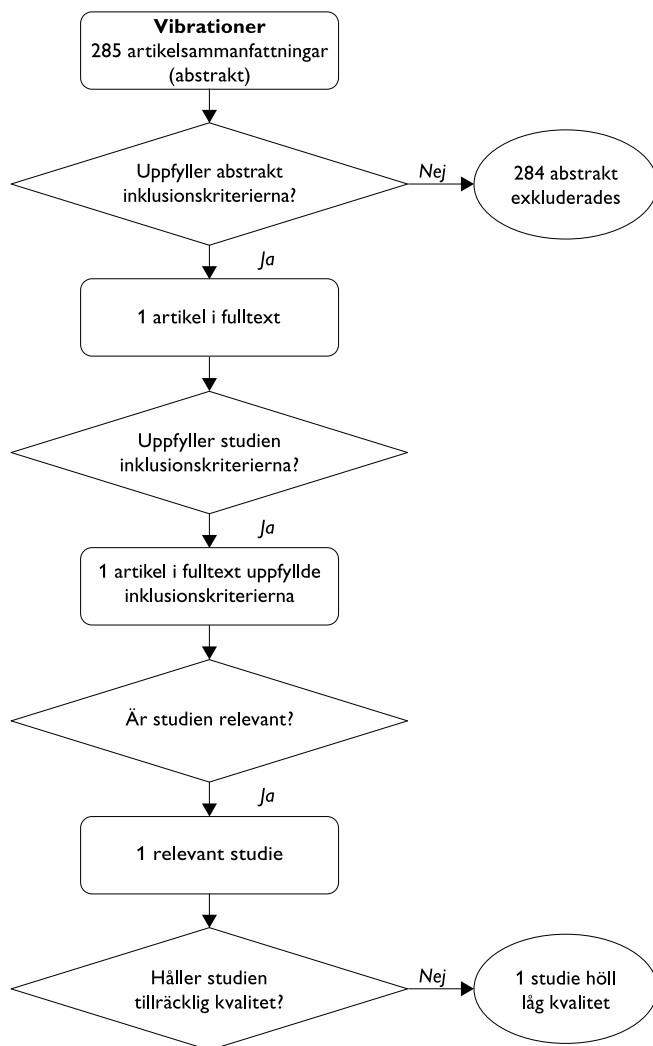 Vibrationer
285 artikelsammanfattningar
(abstrakt)
Uppfyller abstrakt
inklusionskriterierna?
Nej
284 abstrakt
exkluderades
Ja
1 artikel i fulltext
Uppfyller studien
inklusionskriterierna?
Ja
1 artikel i fulltext uppfyllde
inklusionskriterierna
Är studien relevant?
Ja
1 relevant studie
Håller studien
tillräcklig kvalitet?
Nej
1 studie höll
låg kvalitet